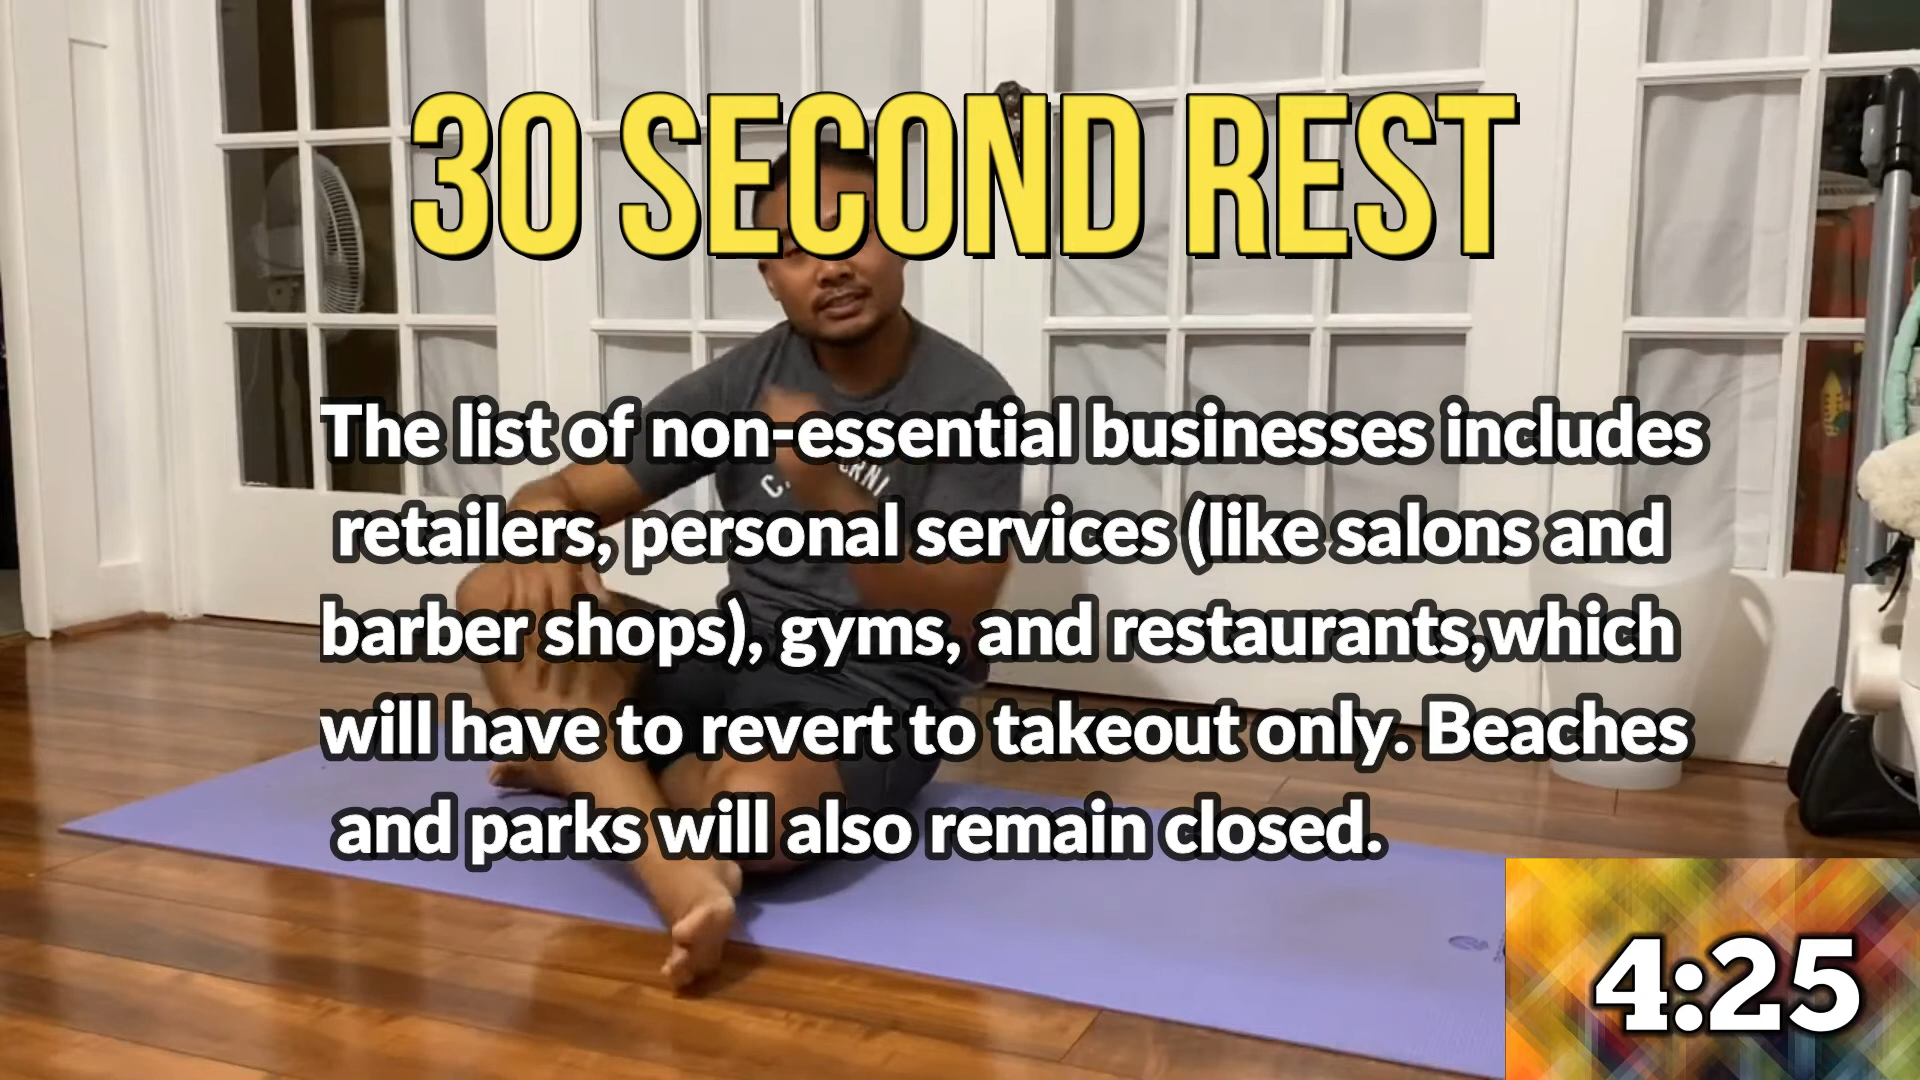 30 SECOND REST
The list of non-essential businesses includes
retailers, personal services (like salons and
barber shops), gyms, and restaurants,which
will have to revert to takeout only. Beaches
and parks will also remain closed.
4:25